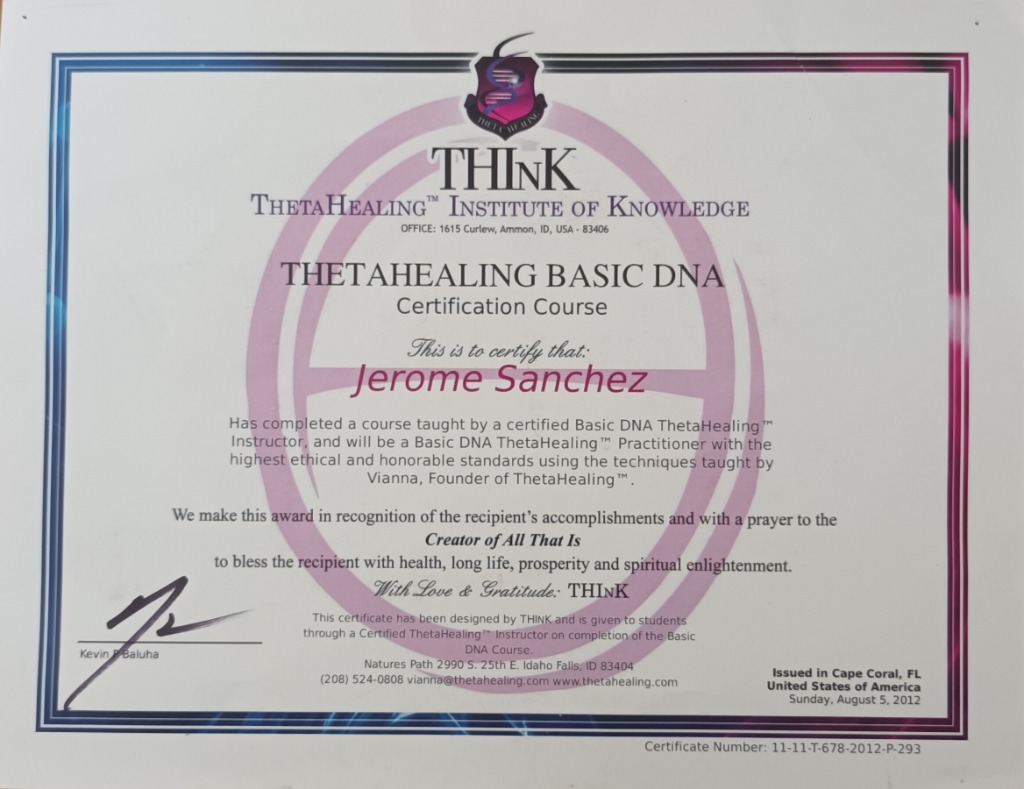 THETA HEALING
THInK
ThetaHealing™ Institute of Knowledge
OFFICE: 1615 Curlew, Ammon, ID, USA - 83406
THETAHEALING BASIC DNA
Certification Course
This is to certify that:
Jerome Sanchez
Has completed a course taught by a certified Basic DNA ThetaHealing™
Instructor, and will be a Basic DNA ThetaHealing™ Practitioner with the
highest ethical and honorable standards using the techniques taught by
Vianna, Founder of ThetaHealing™.
We make this award in recognition of the recipient's accomplishments and with a prayer to the
Creator of All That Is
to bless the recipient with health, long life, prosperity and spiritual enlightenment.
With Love & Gratitude: THInK
This certificate has been designed by THINK and is given to students
through a Certified ThetaHealing™ Instructor on completion of the Basic
DNA Course.
Natures Path 2990 S. 25th E. Idaho Falls, ID 83404
(208) 524-0808 vianna@thetahealing.com www.thetahealing.com
Kevin P Baluha
Issued in Cape Coral, FL
United States of America
Sunday, August 5, 2012
Certificate Number: 11-11-T-678-2012-P-293